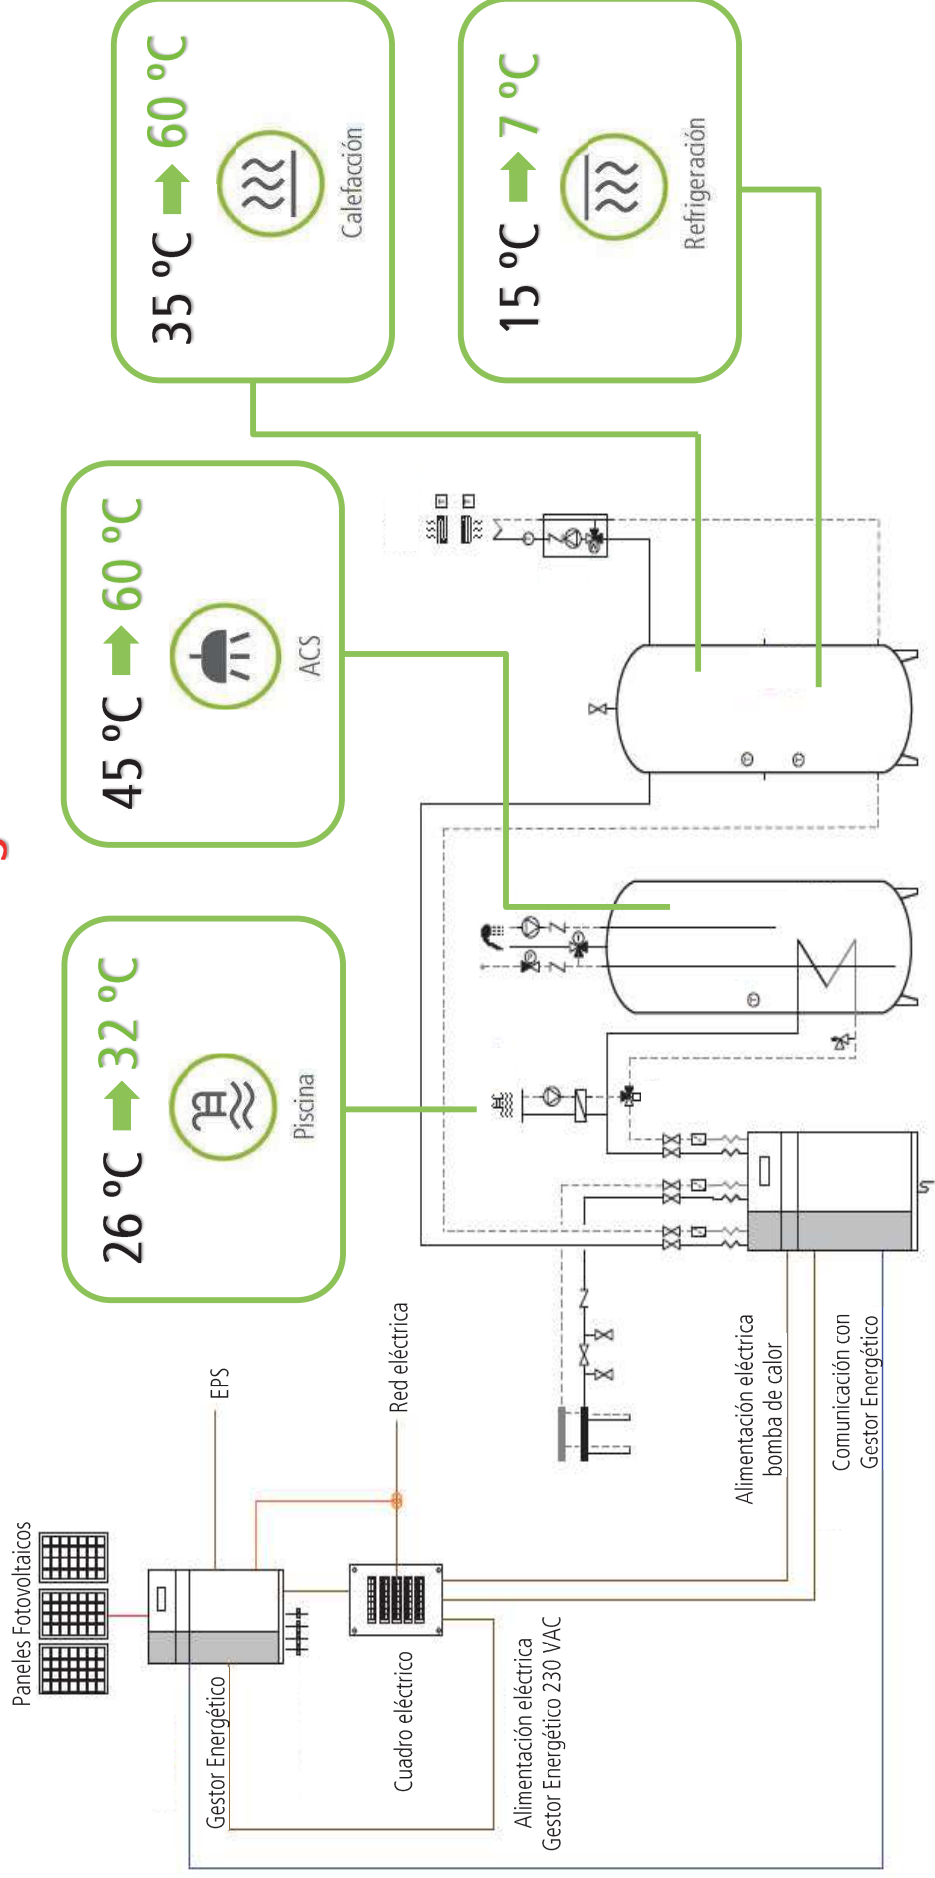 Paneles Fotovoltaicos
EPS
Gestor Energético
Red eléctrica
Cuadro eléctrico
Alimentación eléctrica
Gestor Energético 230 VAC
26 ºC
32 ºC
Piscina
45 ºC
60 ºC
ACS
35 ºC
60 ºC
Calefacción
15 ºC
7 ºC
Refrigeración
Alimentación eléctrica
bomba de calor
Comunicación con
Gestor Energético